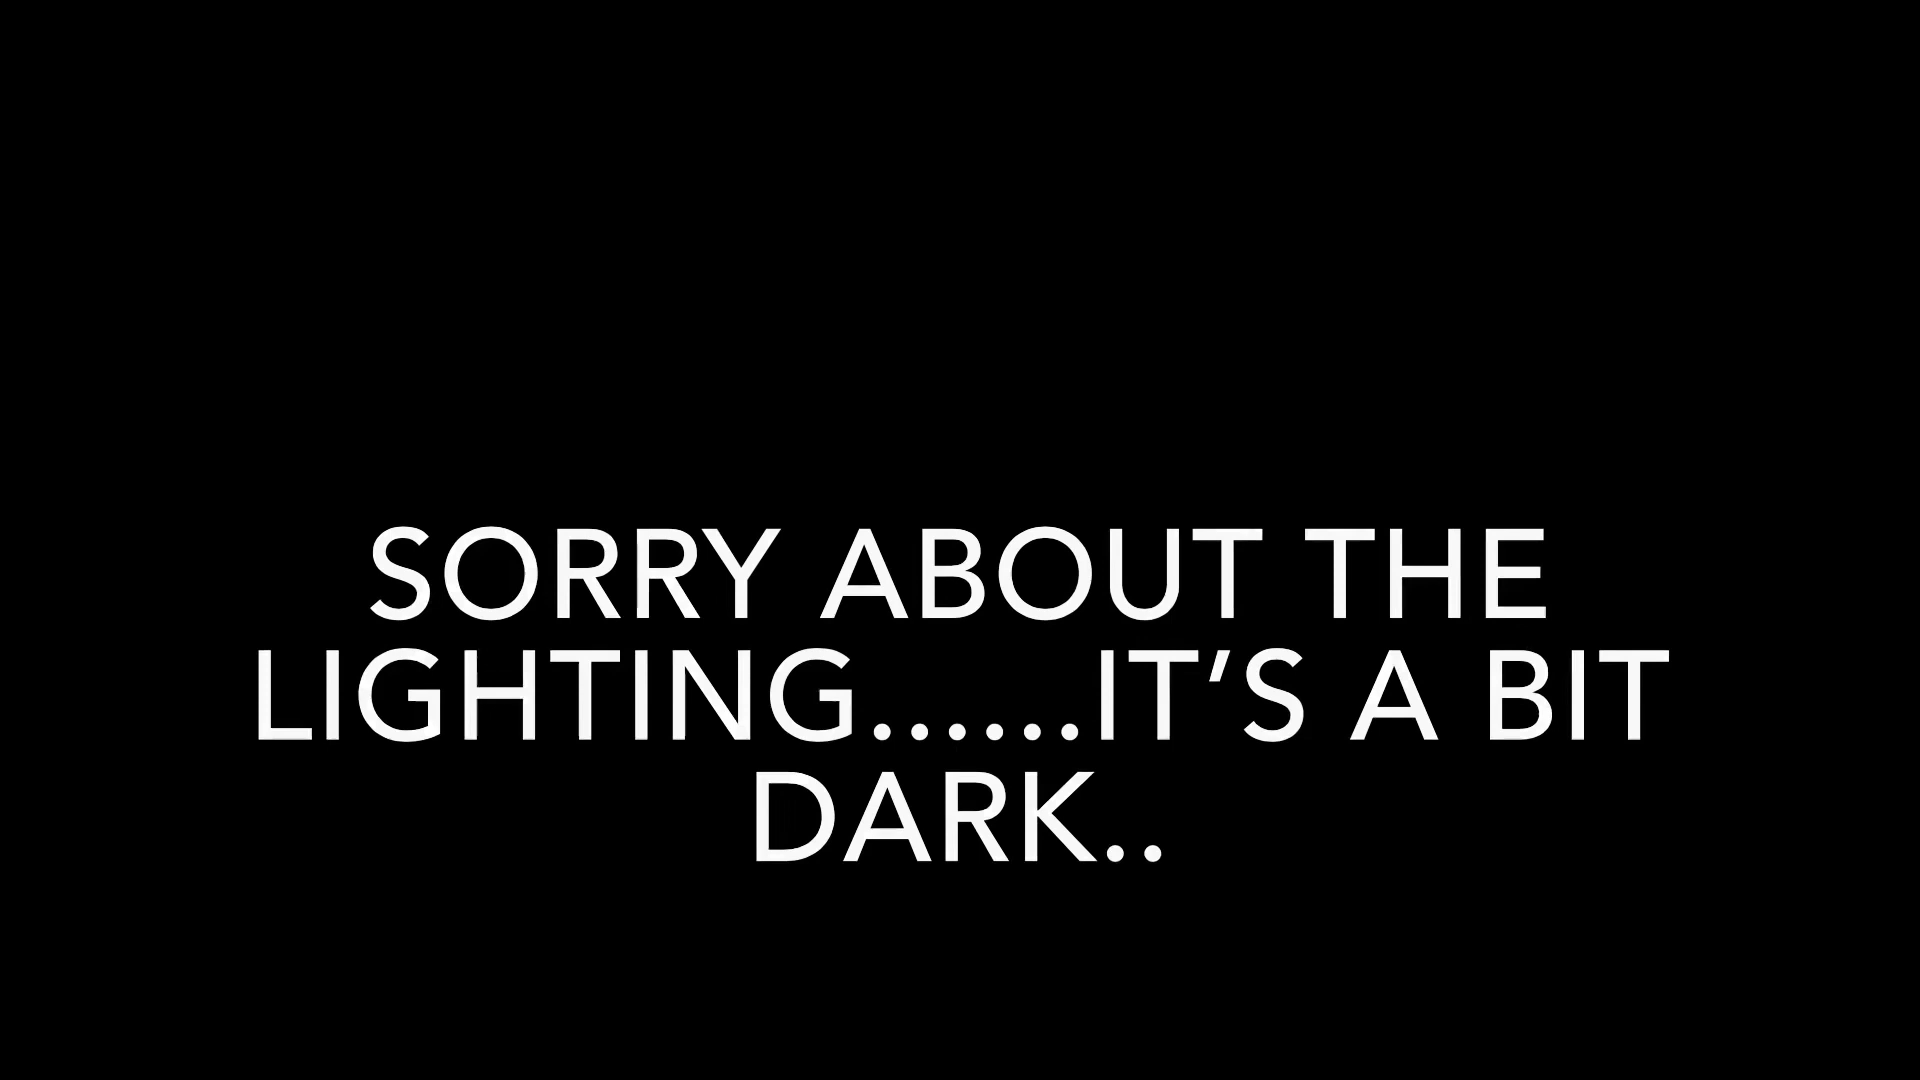 SORRY ABOUT THE
LIGHTING......IT’S A BIT
DARK..